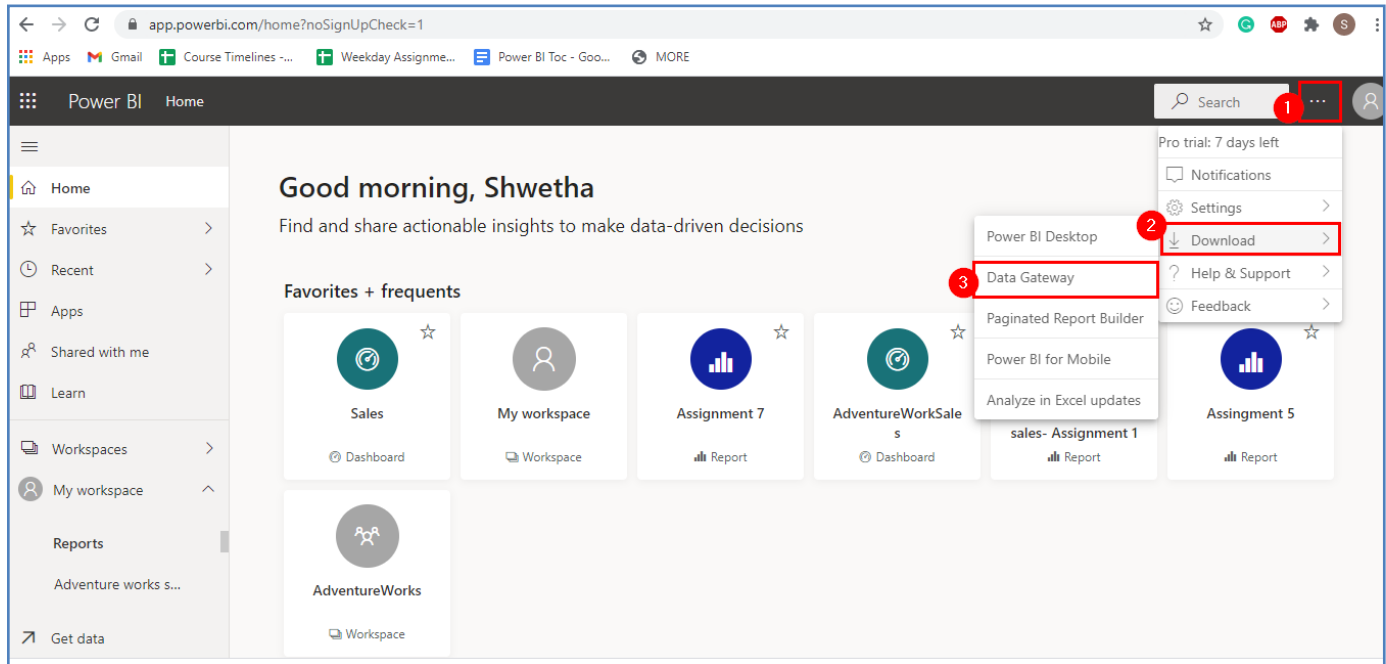 app.powerbi.com/home?noSignUpCheck=1
ABP
S
Apps Gmail Course Timelines -... Weekday Assignme... Power BI Toc - Goo... MORE
Power BI Home
Search
1
...
Pro trial: 7 days left
Notifications
Settings
2
Download
Help & Support
Feedback
Power BI Desktop
3
Data Gateway
Paginated Report Builder
Power BI for Mobile
Analyze in Excel updates
Home
Favorites
Recent
Apps
Shared with me
Learn
Workspaces
My workspace
Reports
Adventure works s...
Get data
Good morning, Shwetha
Find and share actionable insights to make data-driven decisions
Favorites + frequents
Sales
Dashboard
My workspace
Workspace
Assignment 7
Report
AdventureWorkSale
s
Dashboard
sales- Assignment 1
Report
Assingment 5
Report
AdventureWorks
Workspace